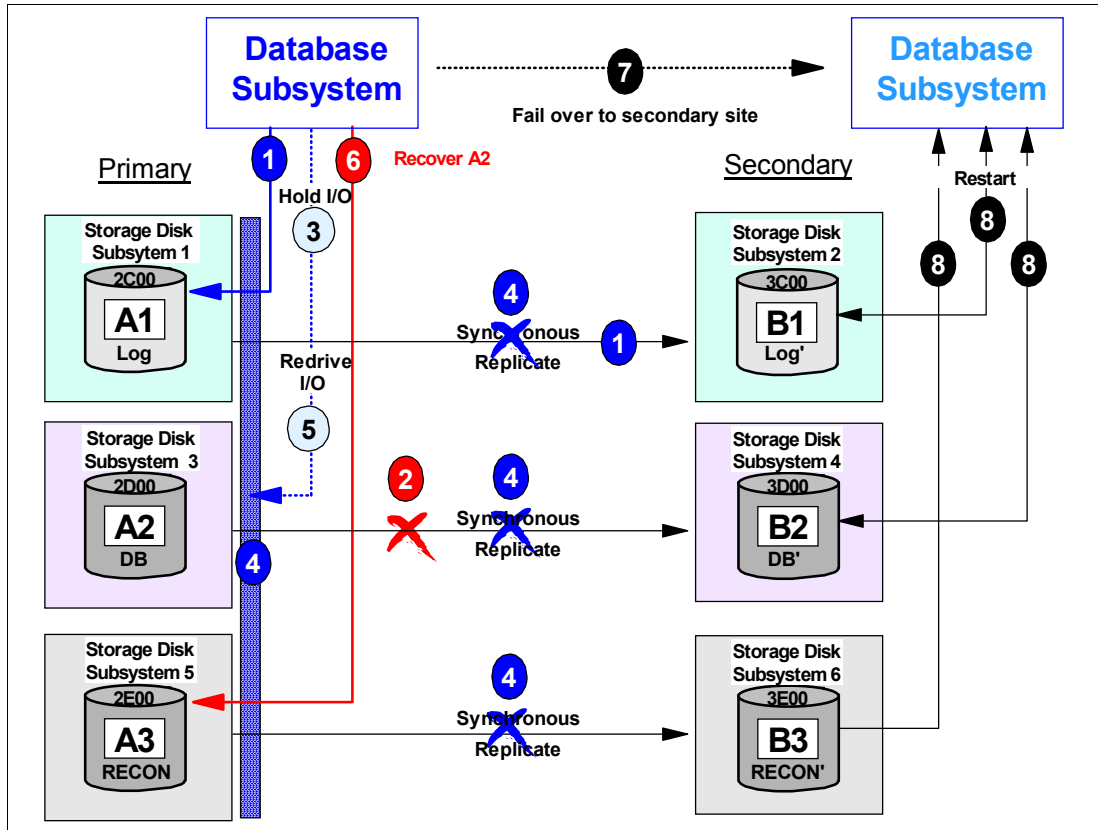 Database
Subsystem
Database
Subsystem
7
Fail over to secondary site
1
6
Recover A2
Primary
Secondary
Hold I/O
3
Restart
8
8
8
Storage Disk
Subsytem 1
2C00
A1
Log
4
Synchronous
Replicate
1
Storage Disk
Subsystem 2
3C00
B1
Log'
Redrive
I/O
5
Storage Disk
Subsystem 3
2D00
A2
DB
4
2
4
Synchronous
Replicate
Storage Disk
Subsystem 4
3D00
B2
DB'
Storage Disk
Subsystem 5
2E00
A3
RECON
4
Synchronous
Replicate
Storage Disk
Subsystem 6
3E00
B3
RECON'